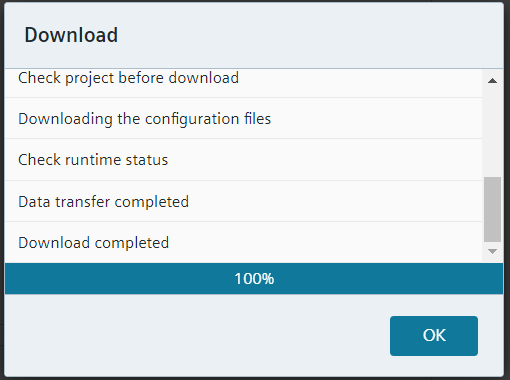 Download
Check project before download
Downloading the configuration files
Check runtime status
Data transfer completed
Download completed
100%
OK